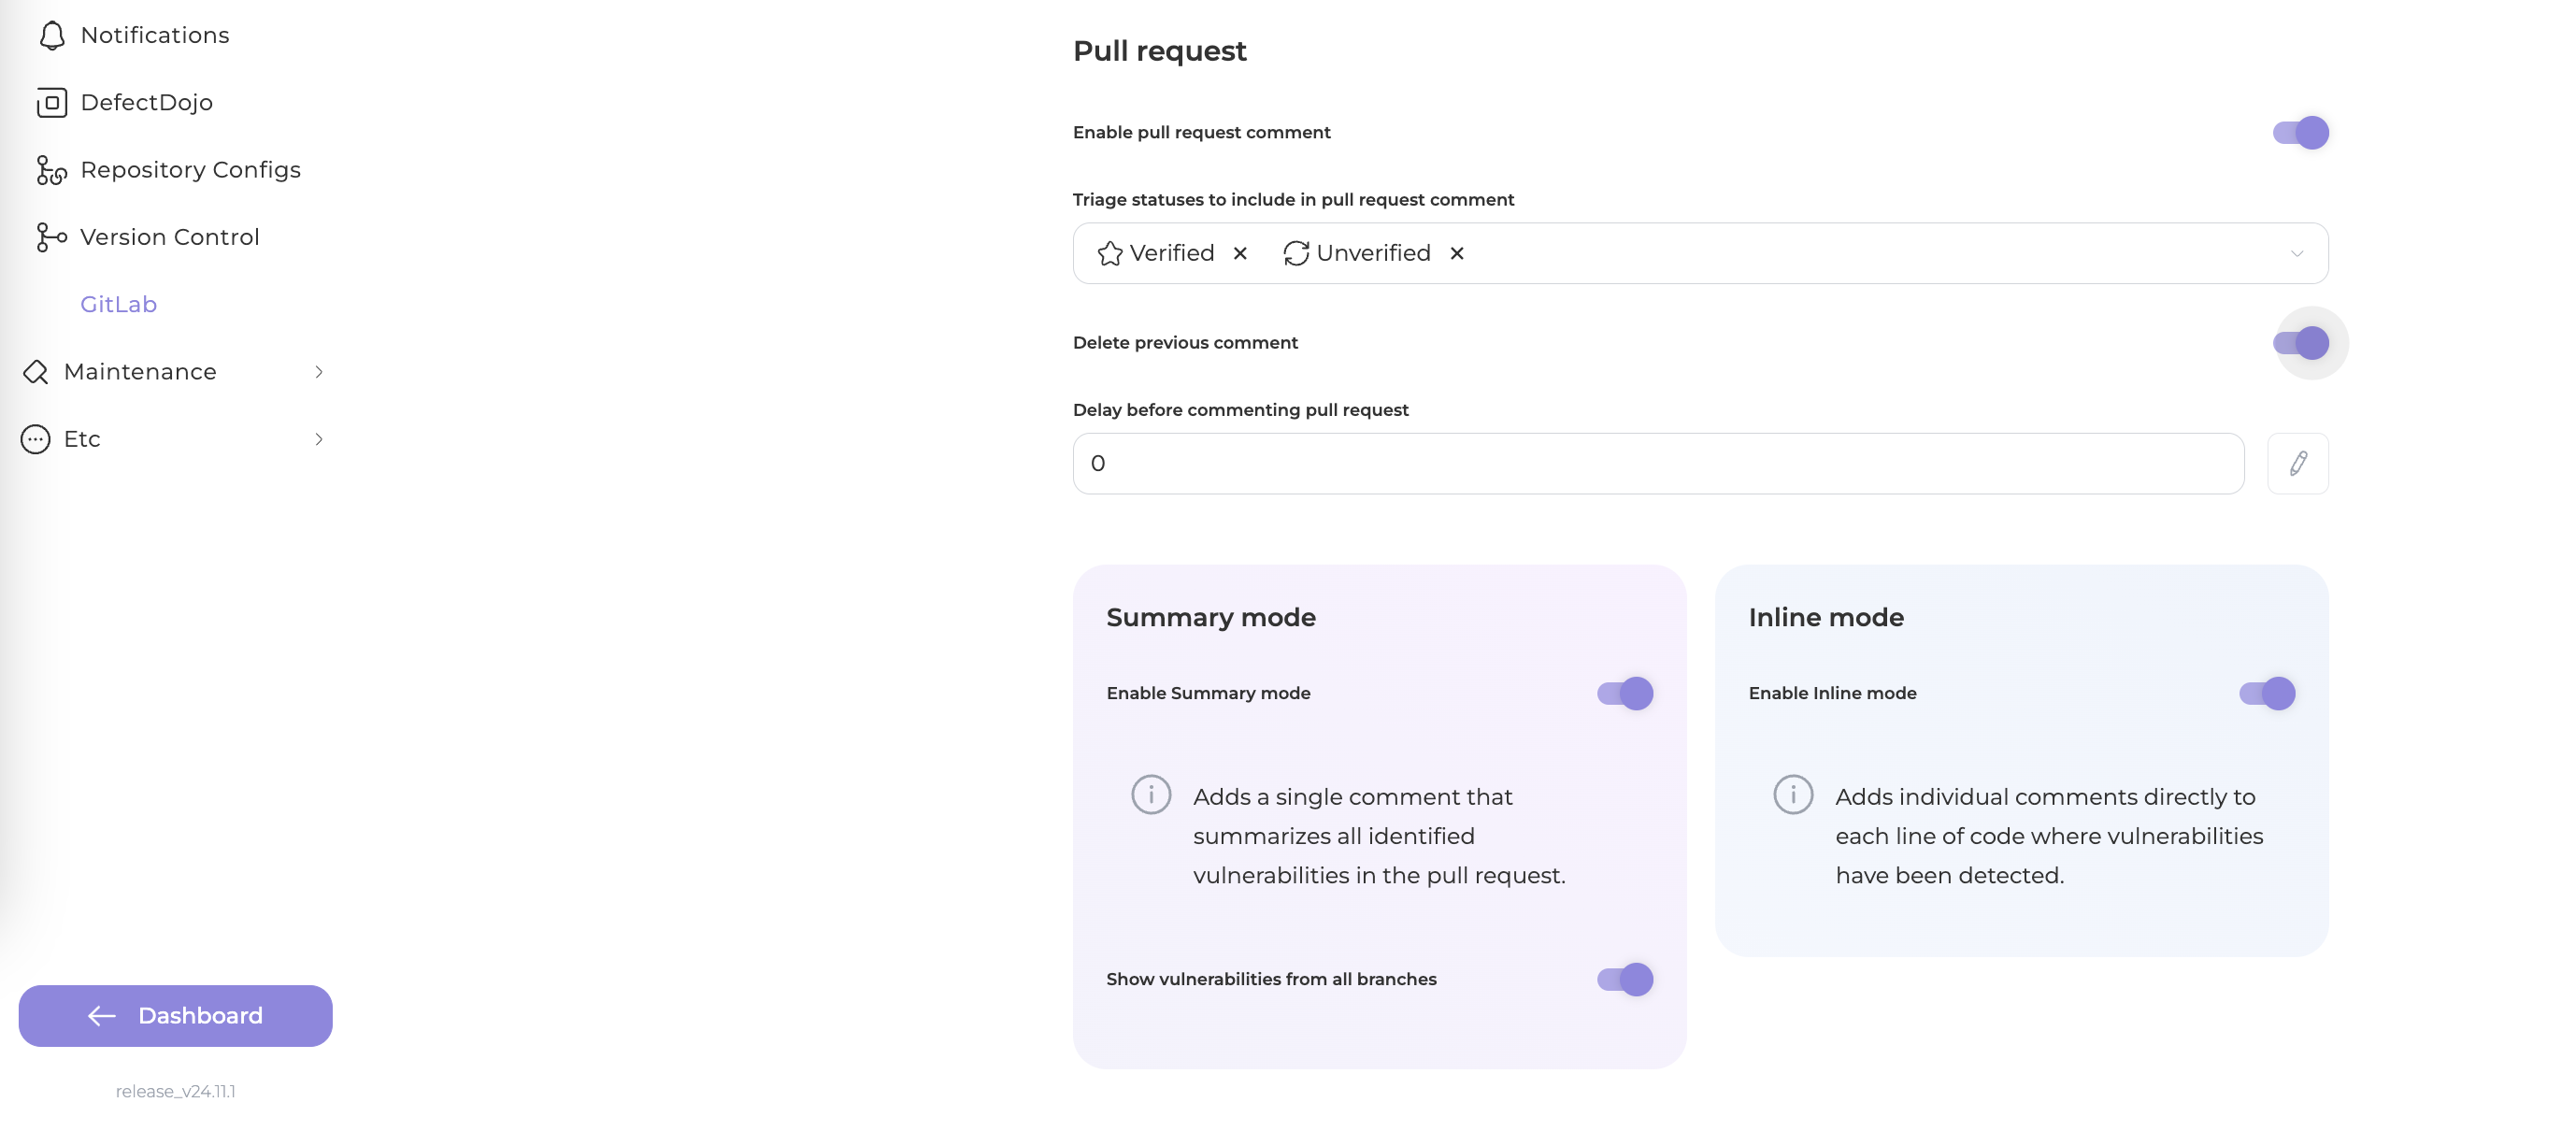 Notifications
DefectDojo
Repository Configs
Version Control
GitLab
Maintenance
Etc
Dashboard
release_v24.11.1
Pull request
Enable pull request comment
Triage statuses to include in pull request comment
Verified × Unverified ×
Delete previous comment
Delay before commenting pull request
0
Summary mode
Enable Summary mode
Adds a single comment that
summarizes all identified
vulnerabilities in the pull request.
Show vulnerabilities from all branches
Inline mode
Enable Inline mode
Adds individual comments directly to
each line of code where vulnerabilities
have been detected.